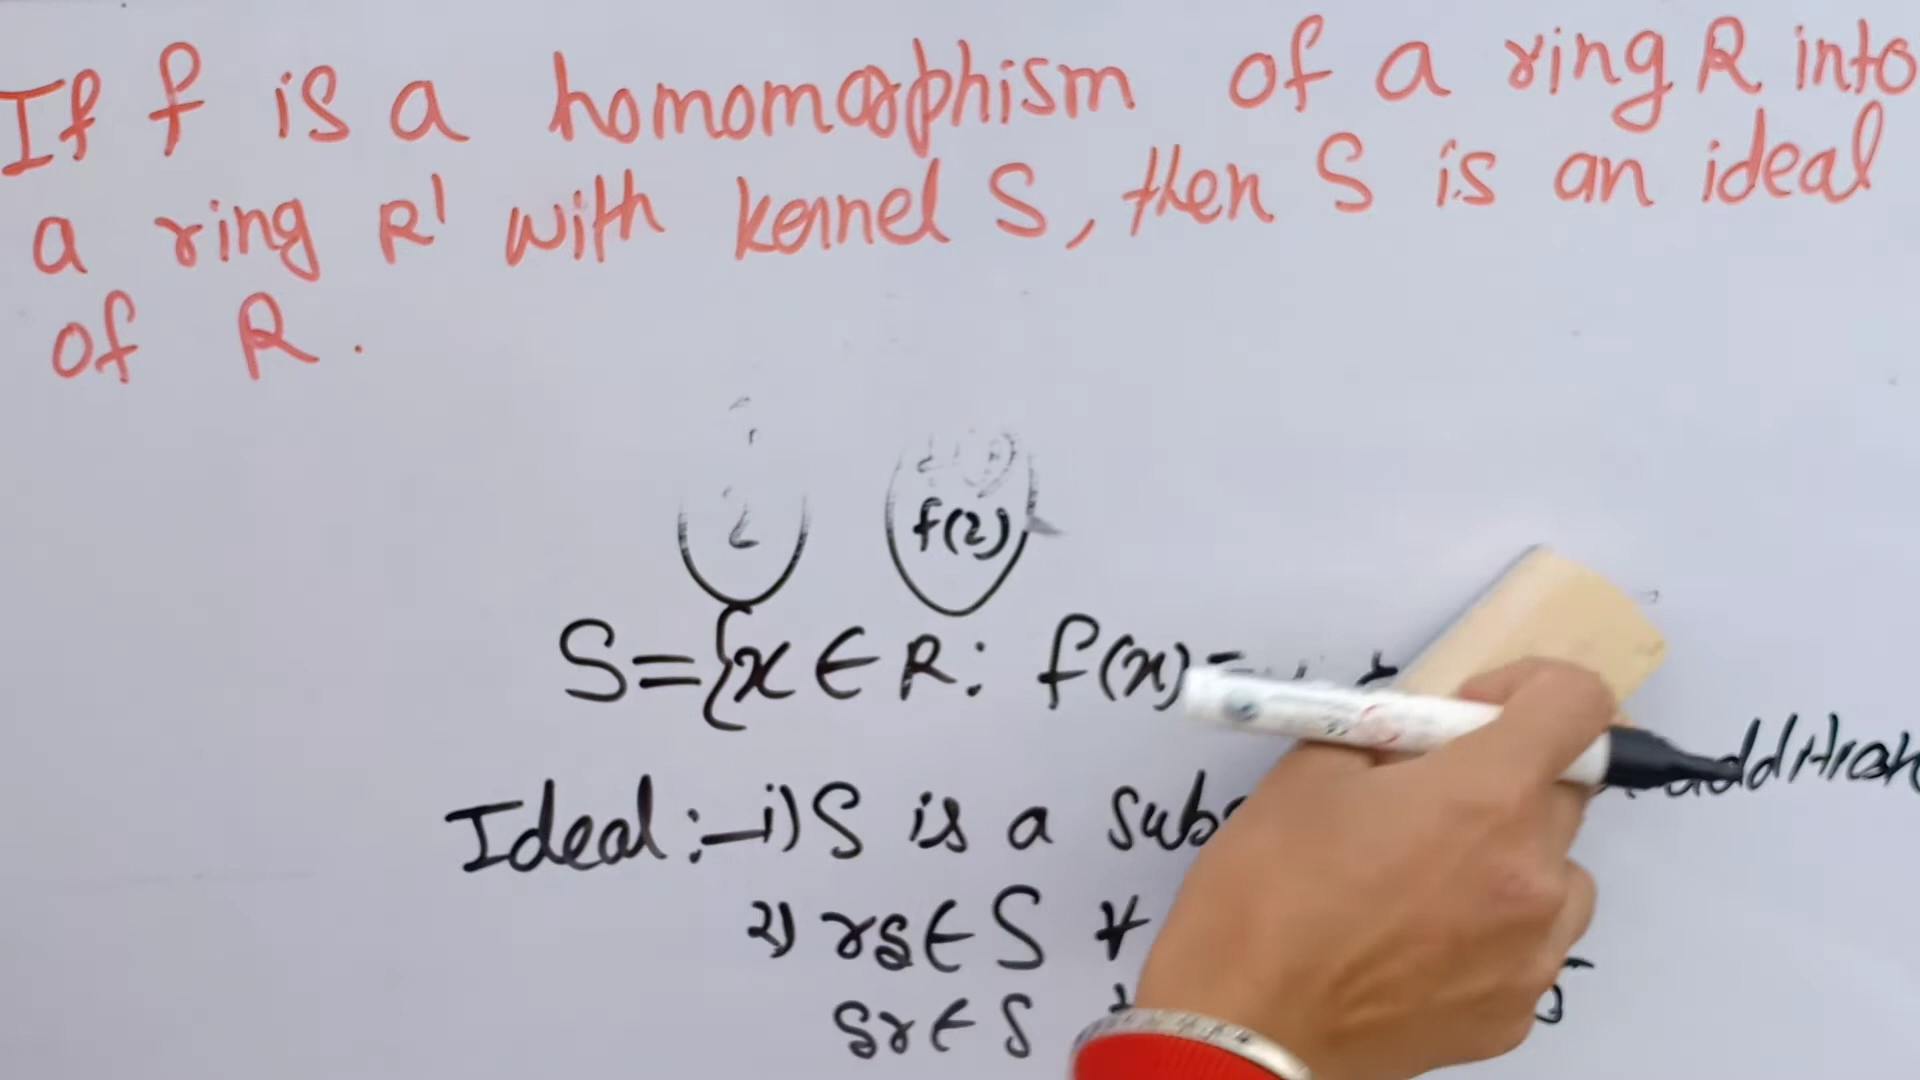 If f is a homomorphism of a ring R into
a ring R' with kernel S, then S is an ideal
of R.
f(2)
S={x ∈ R: f(x)=
Ideal:- i) S is a sub addition
2) rs ∈ S ∀
sr ∈ S